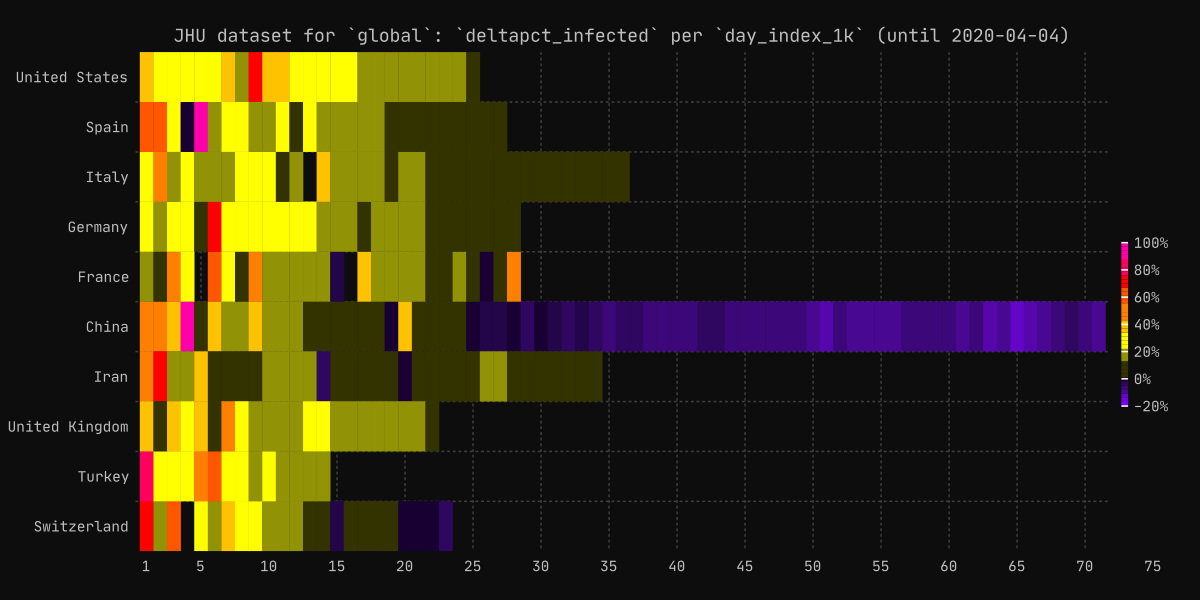 JHU dataset for `global`: `deltapct_infected` per `day_index_1k` (until 2020-04-04)
United States
Spain
Italy
Germany
France
China
Iran
United Kingdom
Turkey
Switzerland
100%
80%
60%
40%
20%
0%
-20%
1 5 10 15 20 25 30 35 40 45 50 55 60 65 70 75